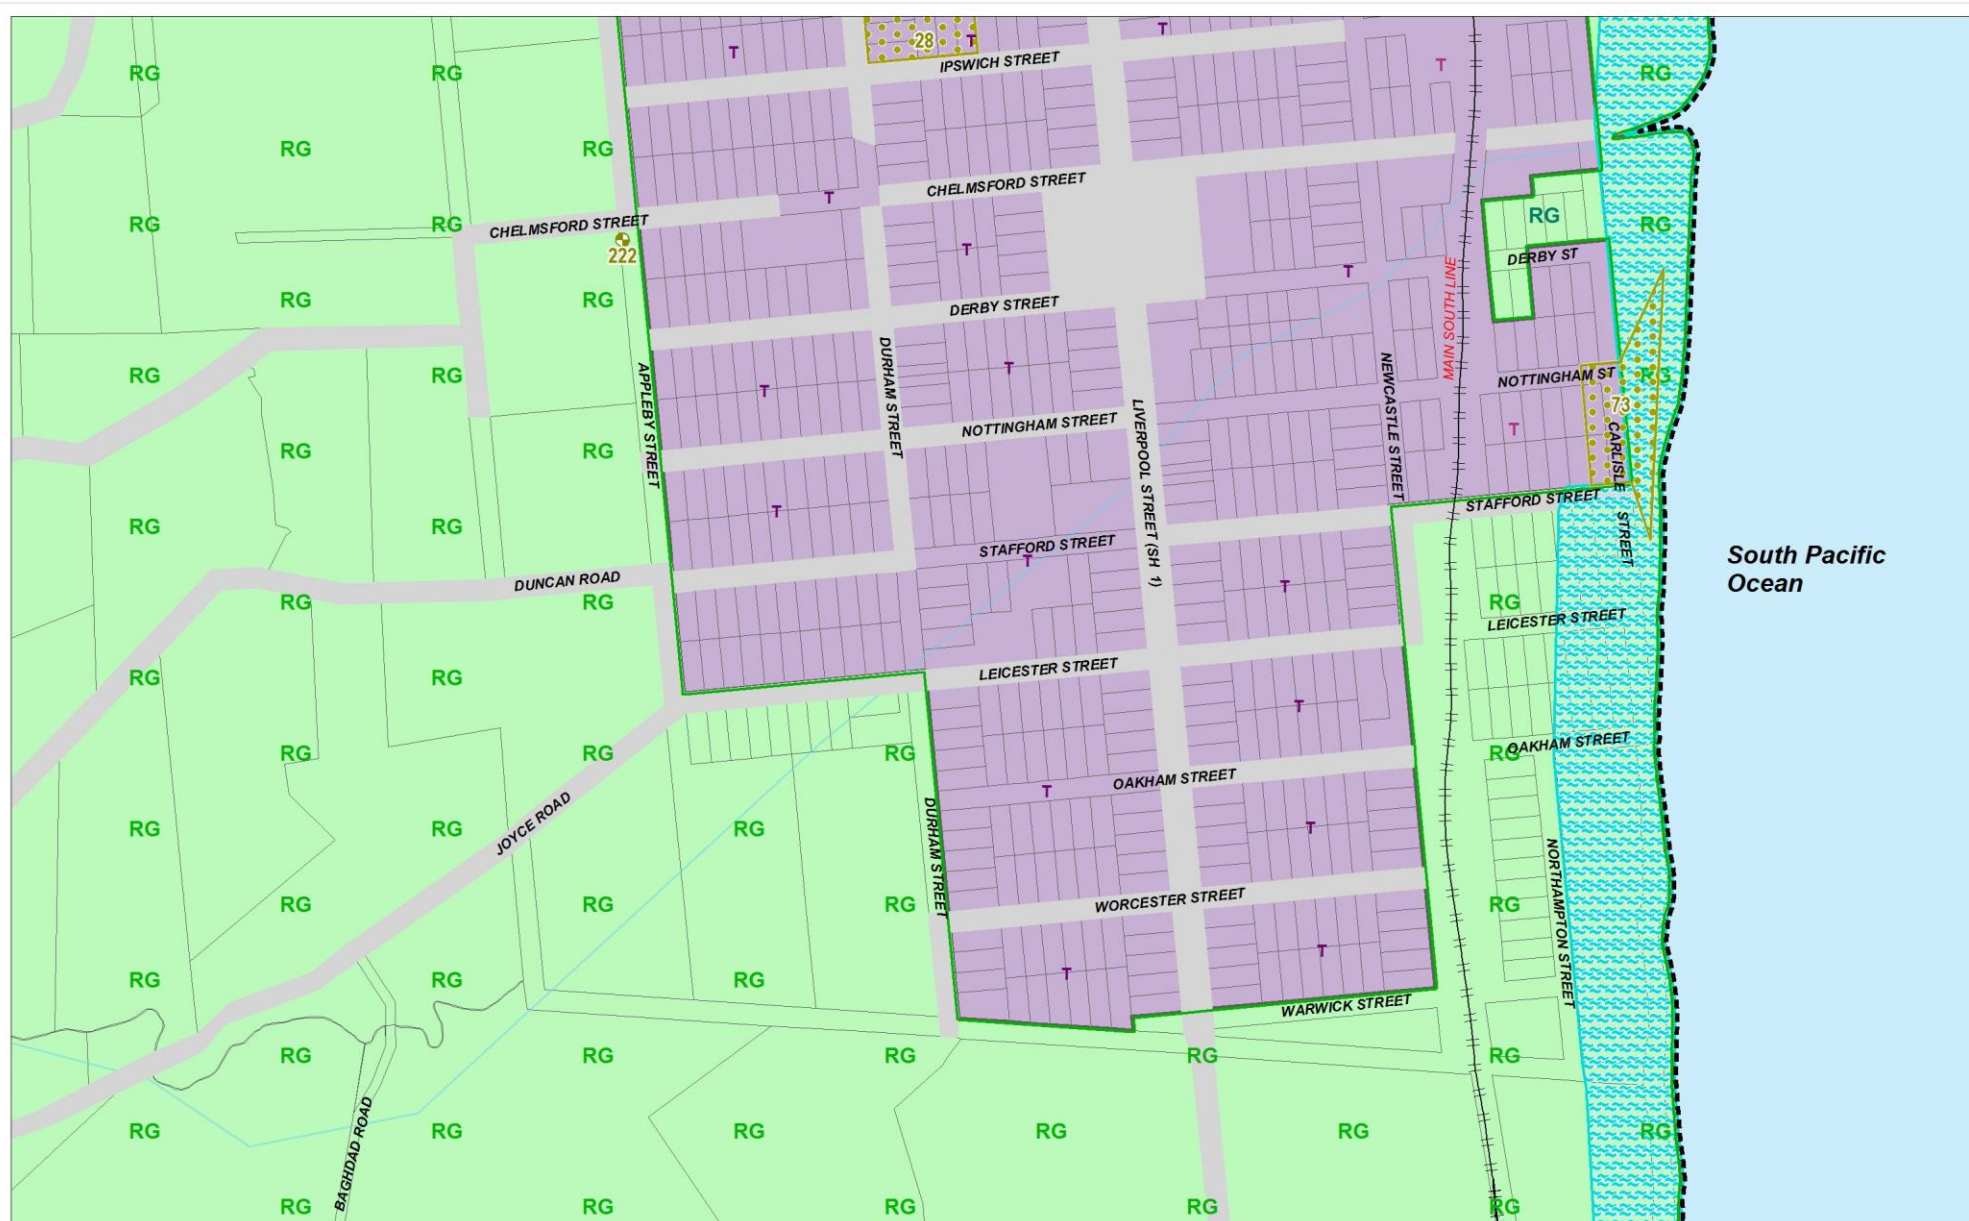 28
T
T
T
IPSWICH STREET
T
RG
RG
RG
RG
RG
CHELMSFORD STREET
T
RG
RG
RG
RG
CHELMSFORD STREET
222
T
DERBY ST
T
MAIN SOUTH LINE
RG
RG
DERBY STREET
DURHAM STREET
APPLEBY STREET
NEWCASTLE STREET
T
NOTTINGHAM ST
RG
RG
RG
T
73
LIVERPOOL STREET (SH 1)
NOTTINGHAM STREET
T
CARLISLE STREET
RG
RG
STAFFORD STREET
T
RG
RG
STAFFORD STREET
T
South Pacific
Ocean
DUNCAN ROAD
T
RG
RG
RG
LEICESTER STREET
LEICESTER STREET
RG
RG
T
RG
RG
RG
RG
OAKHAM STREET
OAKHAM STREET
T
JOYCE ROAD
DURHAM STREET
RG
RG
RG
T
NORTHAMPTON STREET
WORCESTER STREET
RG
RG
RG
RG
T
T
RG
RG
RG
WARWICK STREET
RG
RG
RG
RG
RG
BAGHDAD ROAD
RG
RG
RG
RG
RG
RG
RG
RG
RG
RG
RG